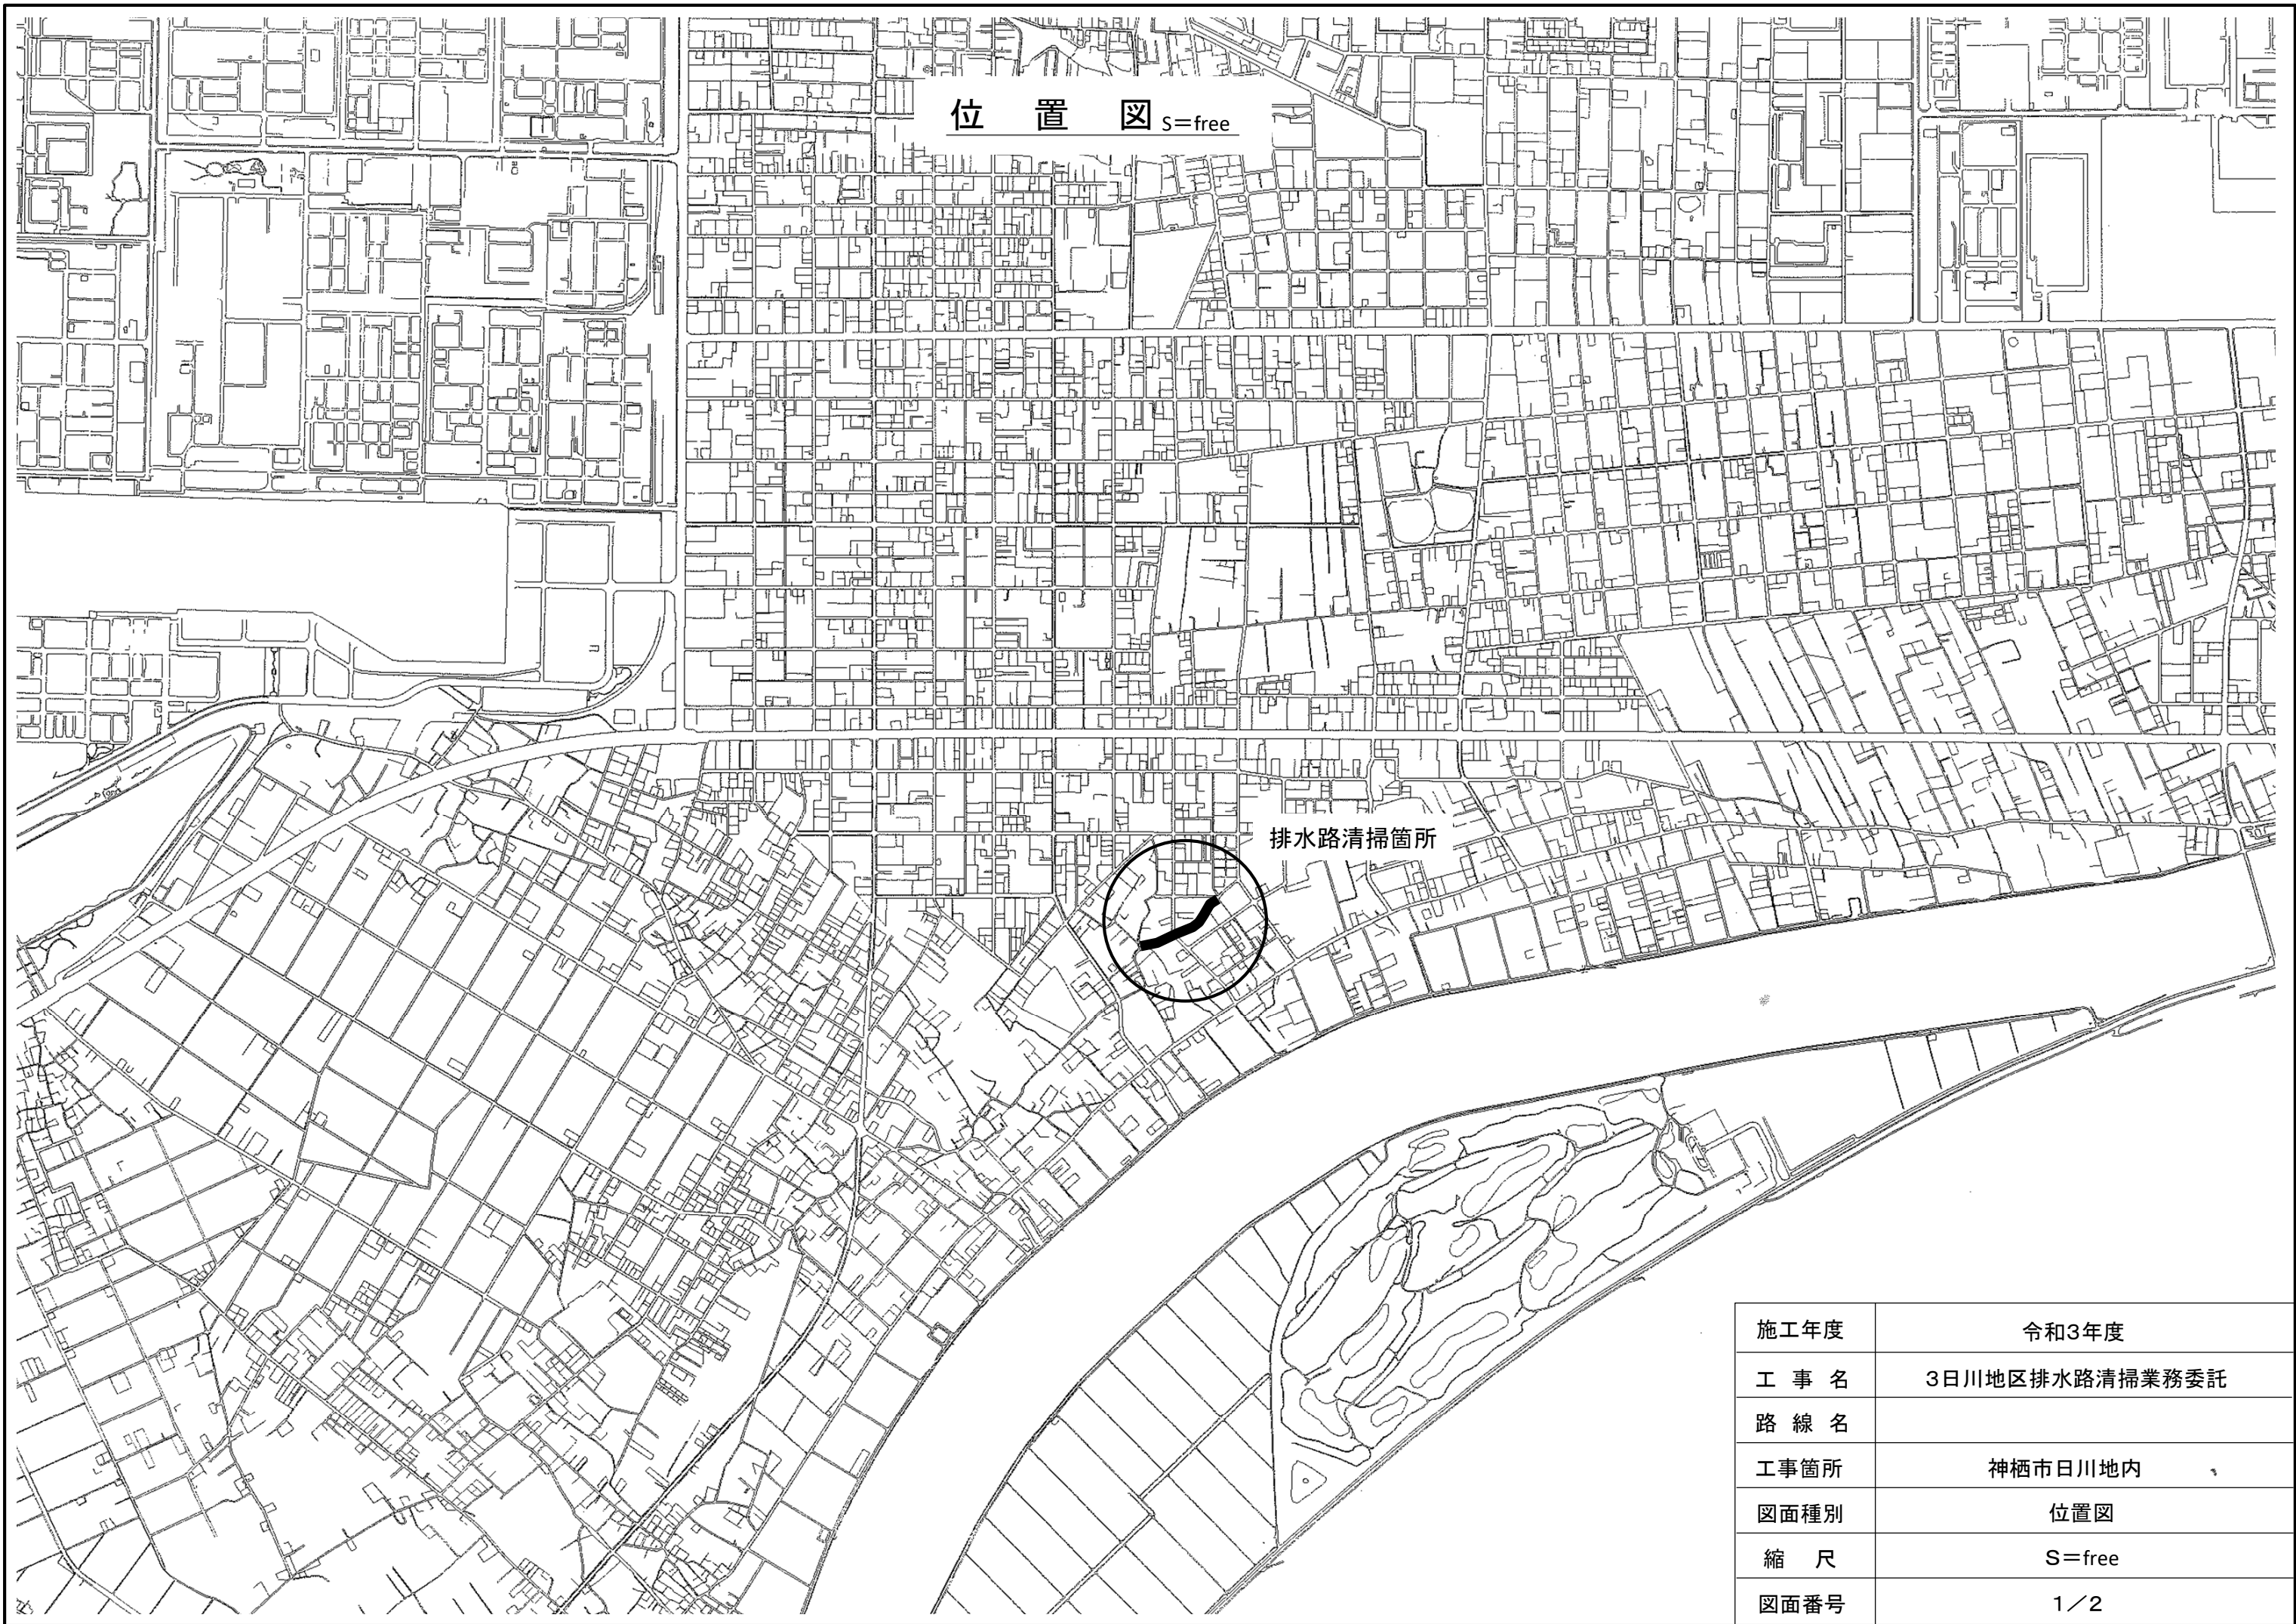 位 置 図 S=free
排水路清掃箇所
施工年度 令和3年度
工 事 名 3日川地区排水路清掃業務委託
路 線 名
工事箇所 神栖市日川地内
図面種別 位置図
縮 尺 S=free
図面番号 1/2